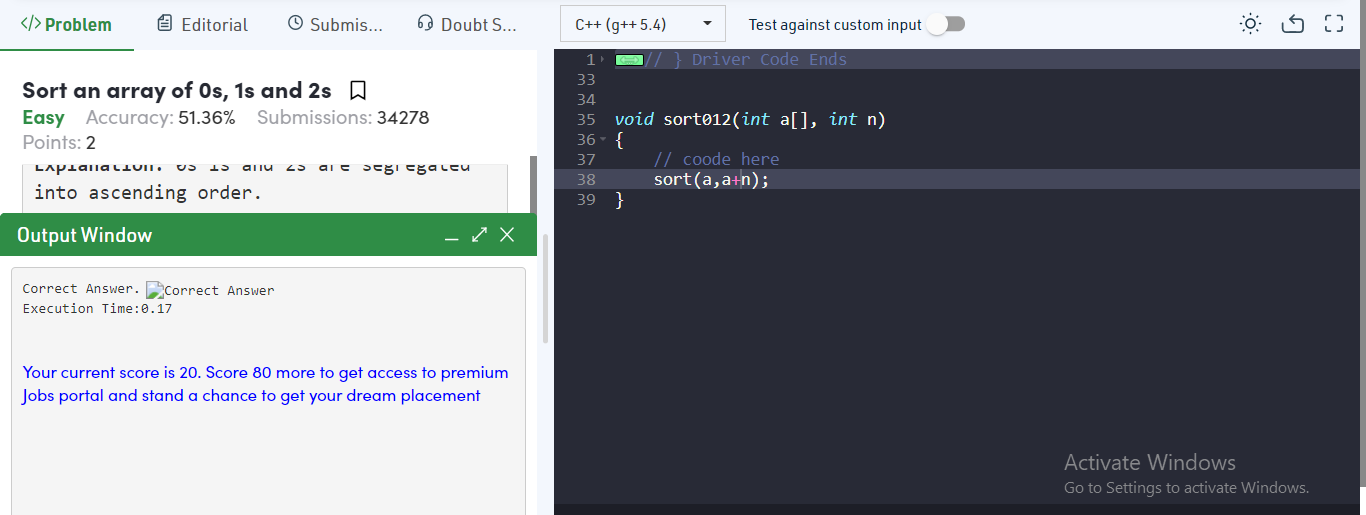 </> Problem
Editorial
Submis...
Doubt S...
C++ (g++ 5.4)
Test against custom input
Sort an array of 0s, 1s and 2s
Easy Accuracy: 51.36% Submissions: 34278
Points: 2
Explanation: 0s 1s and 2s are segregated
into ascending order.
Output Window
Correct Answer. Correct Answer
Execution Time:0.17
Your current score is 20. Score 80 more to get access to premium
Jobs portal and stand a chance to get your dream placement
1 // } Driver Code Ends
33
34
35 void sort012(int a[], int n)
36 {
37 // coode here
38 sort(a,a+n);
39 }
Activate Windows
Go to Settings to activate Windows.